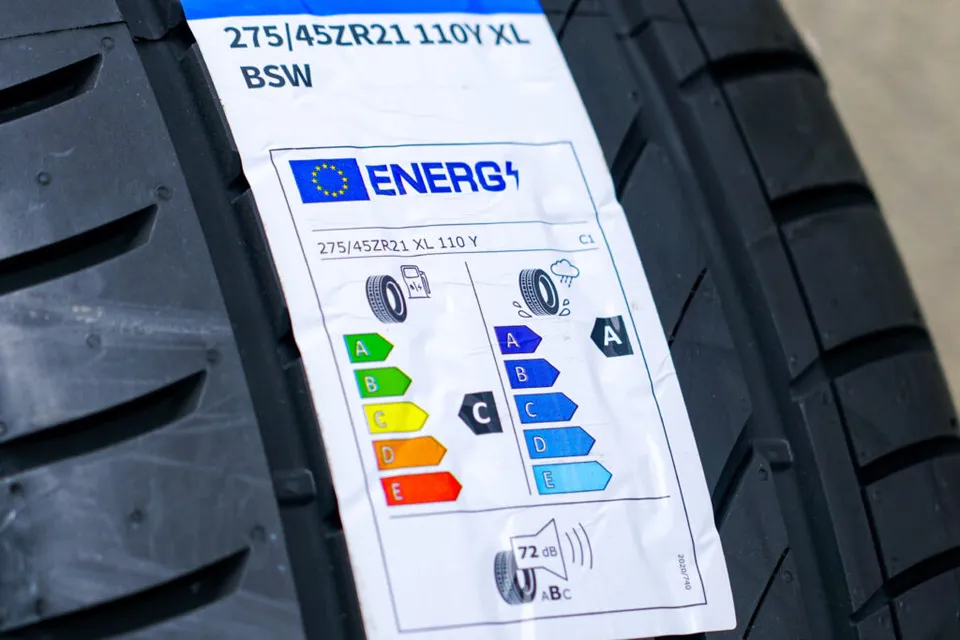 275/45ZR21 110Y XL
BSW
ENERG
275/45ZR21 XL 110 Y
C1
A
B
C
D
E
C
A
B
C
D
E
A
72 dB
ABC
2020/740